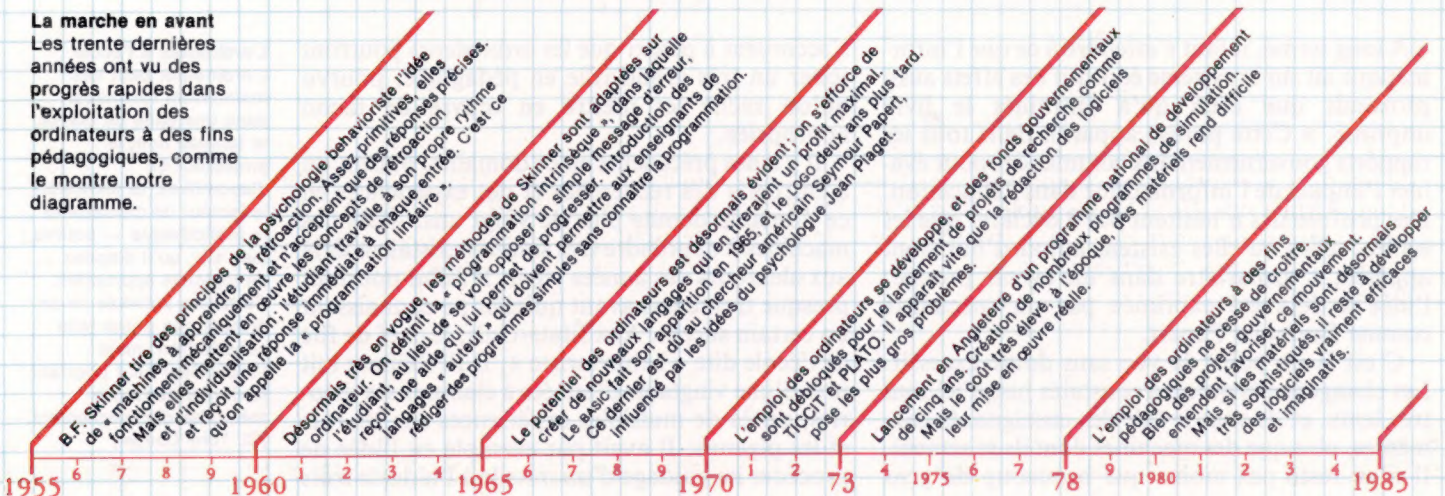 La marche en avant
Les trente dernières
années ont vu des
progrès rapides dans
l'exploitation des
ordinateurs à des fins
pédagogiques, comme
le montre notre
diagramme.
B.F. Skinner tire des principes de la psychologie behavioriste l'idée
de « machines à apprendre » à rétroaction. Assez primitives, elles
fonctionnent mécaniquement et n'acceptent que des réponses précises.
Mais elles mettent en œuvre les concepts de rétroaction
et d'individualisation : l'étudiant travaille à son propre rythme
et reçoit une réponse immédiate à chaque entrée. C'est ce
qu'on appelle la « programmation linéaire ».
Désormais très en vogue, les méthodes de Skinner sont adaptées sur
ordinateur. On définit la « programmation intrinsèque », dans laquelle
l'étudiant, au lieu de se voir opposer un simple message d'erreur,
reçoit une aide qui lui permet de progresser. Introduction des
langages « auteur » qui doivent permettre aux enseignants de
rédiger des programmes simples sans connaître la programmation.
Le potentiel des ordinateurs est désormais évident ; on s'efforce de
créer de nouveaux langages qui en tireraient un profit maximal.
Le BASIC fait son apparition en 1965, et le LOGO deux ans plus tard.
Ce dernier est dû au chercheur américain Seymour Papert,
influencé par les idées du psychologue Jean Piaget.
L'emploi des ordinateurs se développe, et des fonds gouvernementaux
sont débloqués pour le lancement de projets de recherche comme
TICCIT et PLATO. Il apparaît vite que la rédaction des logiciels
pose les plus gros problèmes.
Lancement en Angleterre d'un programme national de développement
de cinq ans. Création de nombreux programmes de simulation.
Mais le coût très élevé, à l'époque, des matériels rend difficile
leur mise en œuvre réelle.
L'emploi des ordinateurs à des fins
pédagogiques ne cesse de croître.
Bien des projets gouvernementaux
entendent favoriser ce mouvement.
Mais si les matériels sont désormais
très sophistiqués, il reste à développer
des logiciels vraiment efficaces
et imaginatifs.
1955 6 7 8 9 1960 1 2 3 4 1965 6 7 8 9 1970 1 2 73 4 1975 6 7 78 9 1980 1 2 3 4 1985